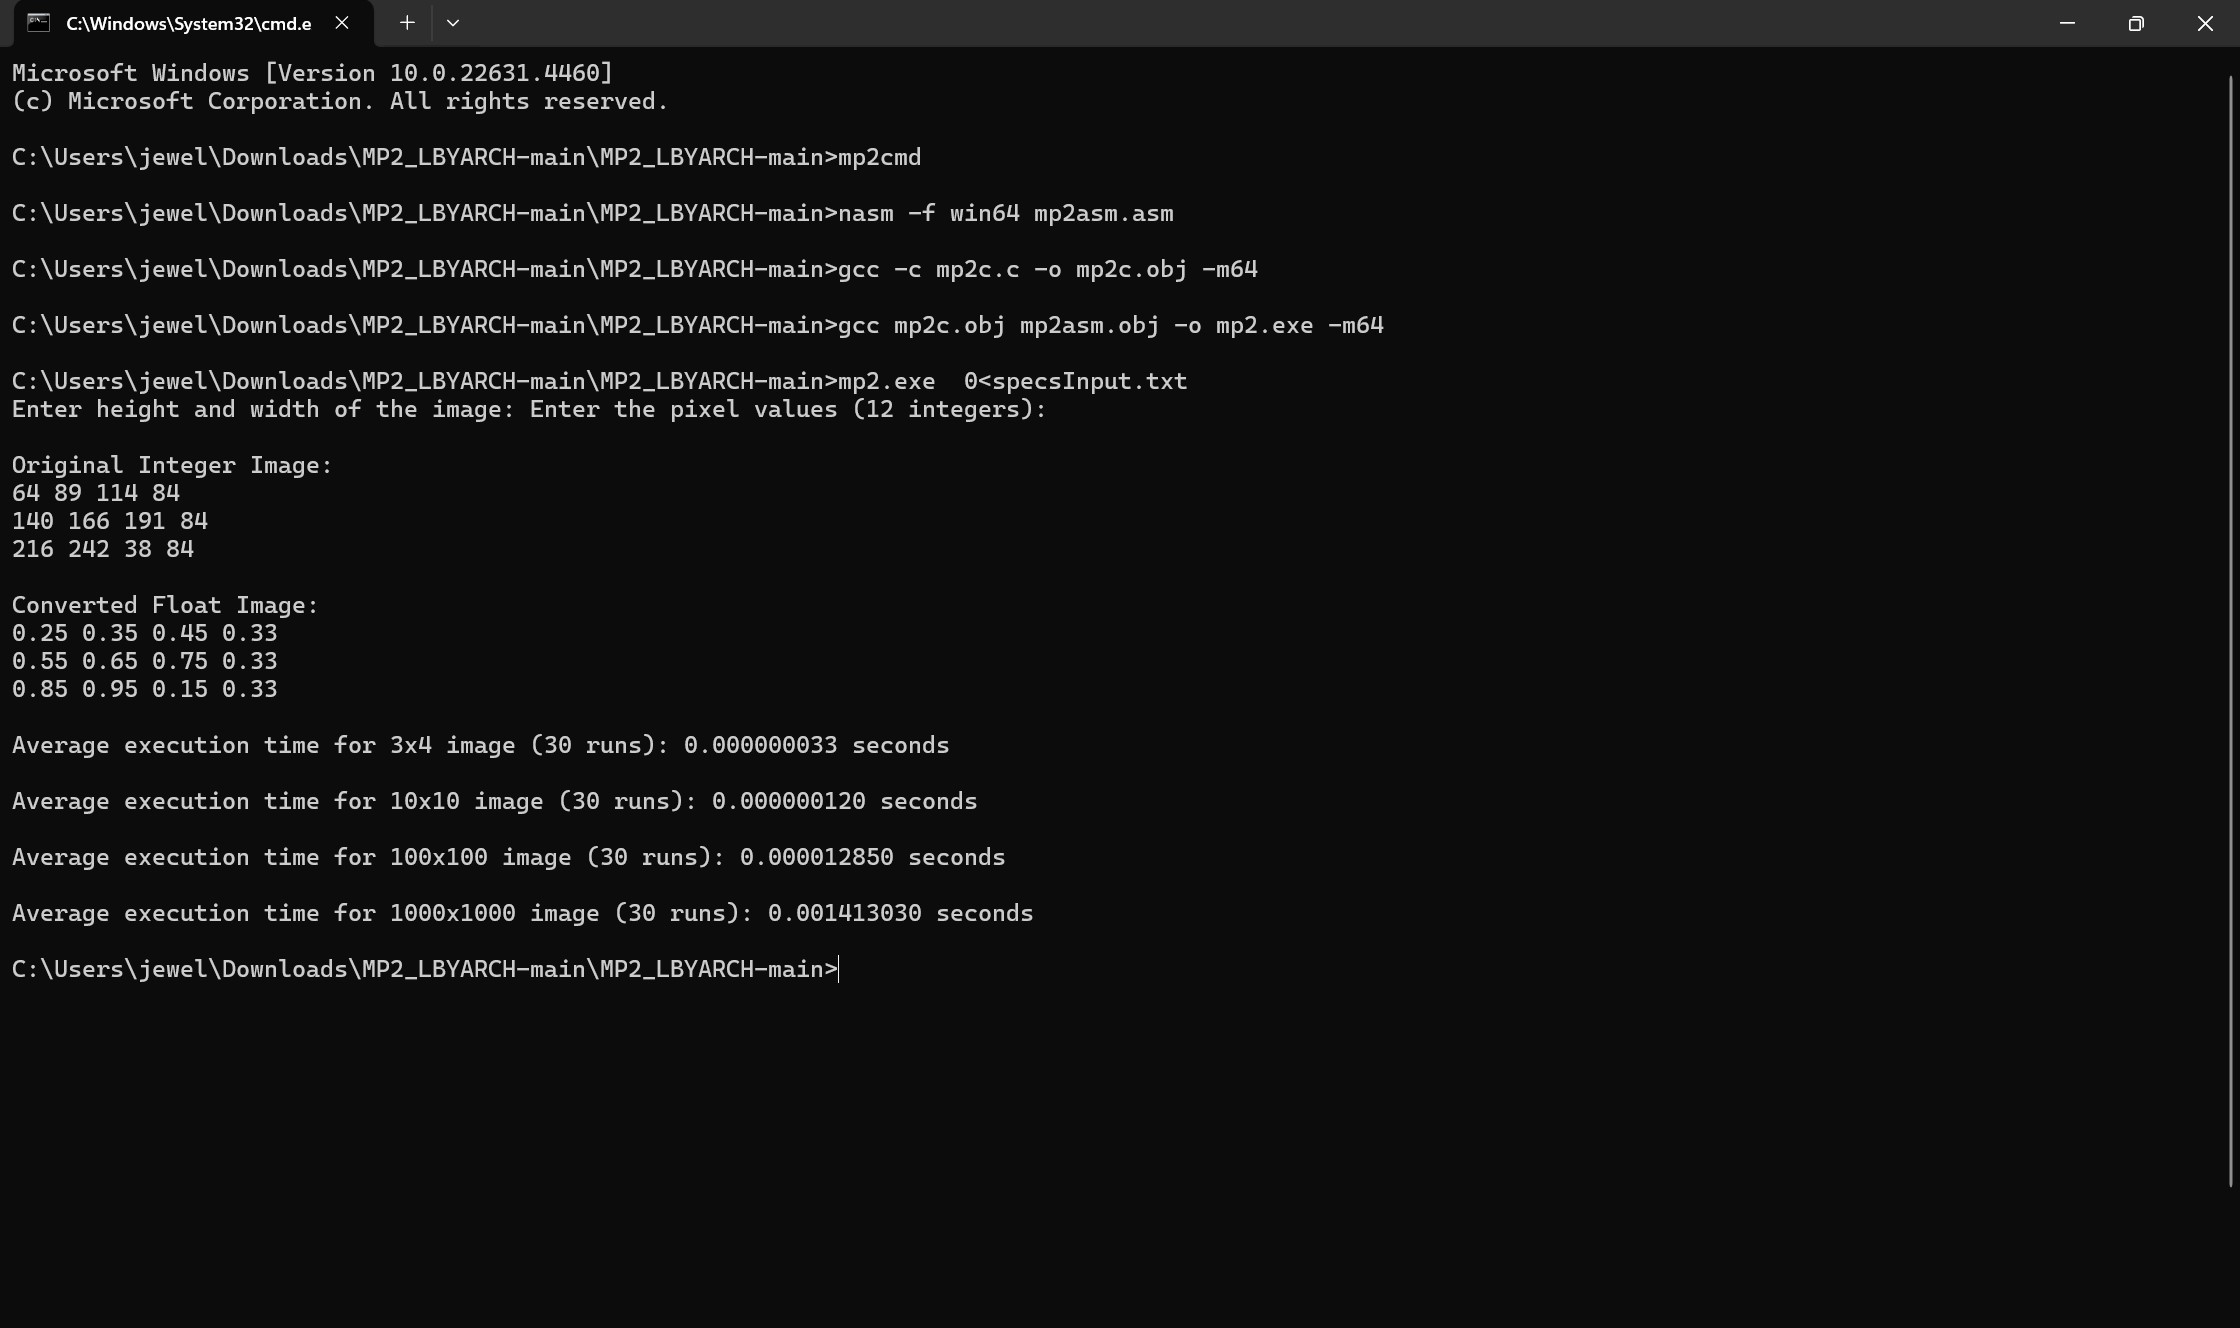 C:\Windows\System32\cmd.e
Microsoft Windows [Version 10.0.22631.4460]
(c) Microsoft Corporation. All rights reserved.
C:\Users\jewel\Downloads\MP2_LBYARCH-main\MP2_LBYARCH-main>mp2cmd
C:\Users\jewel\Downloads\MP2_LBYARCH-main\MP2_LBYARCH-main>nasm -f win64 mp2asm.asm
C:\Users\jewel\Downloads\MP2_LBYARCH-main\MP2_LBYARCH-main>gcc -c mp2c.c -o mp2c.obj -m64
C:\Users\jewel\Downloads\MP2_LBYARCH-main\MP2_LBYARCH-main>gcc mp2c.obj mp2asm.obj -o mp2.exe -m64
C:\Users\jewel\Downloads\MP2_LBYARCH-main\MP2_LBYARCH-main>mp2.exe  0<specsInput.txt
Enter height and width of the image: Enter the pixel values (12 integers):
Original Integer Image:
64 89 114 84
140 166 191 84
216 242 38 84
Converted Float Image:
0.25 0.35 0.45 0.33
0.55 0.65 0.75 0.33
0.85 0.95 0.15 0.33
Average execution time for 3x4 image (30 runs): 0.000000033 seconds
Average execution time for 10x10 image (30 runs): 0.000000120 seconds
Average execution time for 100x100 image (30 runs): 0.000012850 seconds
Average execution time for 1000x1000 image (30 runs): 0.001413030 seconds
C:\Users\jewel\Downloads\MP2_LBYARCH-main\MP2_LBYARCH-main>